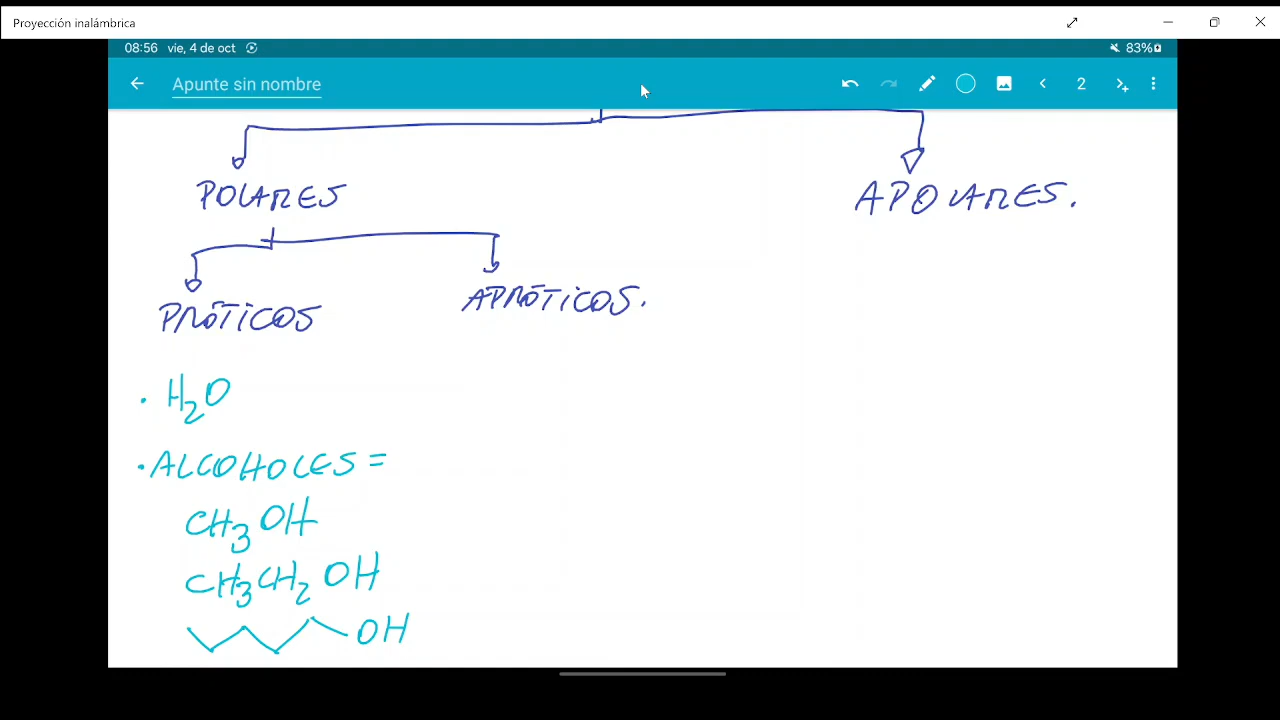 Proyección inalámbrica
08:56 vie, 4 de oct
83%
Apunte sin nombre
2
POLARES
APOLARES.
PRÓTICOS
APRÓTICOS.
· H₂O
· ALCOHOLES =
CH₃OH
CH₃CH₂OH
OH